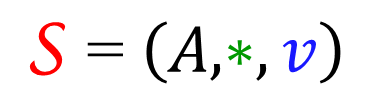 S = (A,*, v)